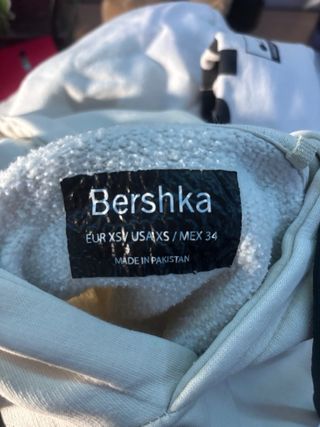 Bershka
EUR XS / USA XS / MEX 34
MADE IN PAKISTAN